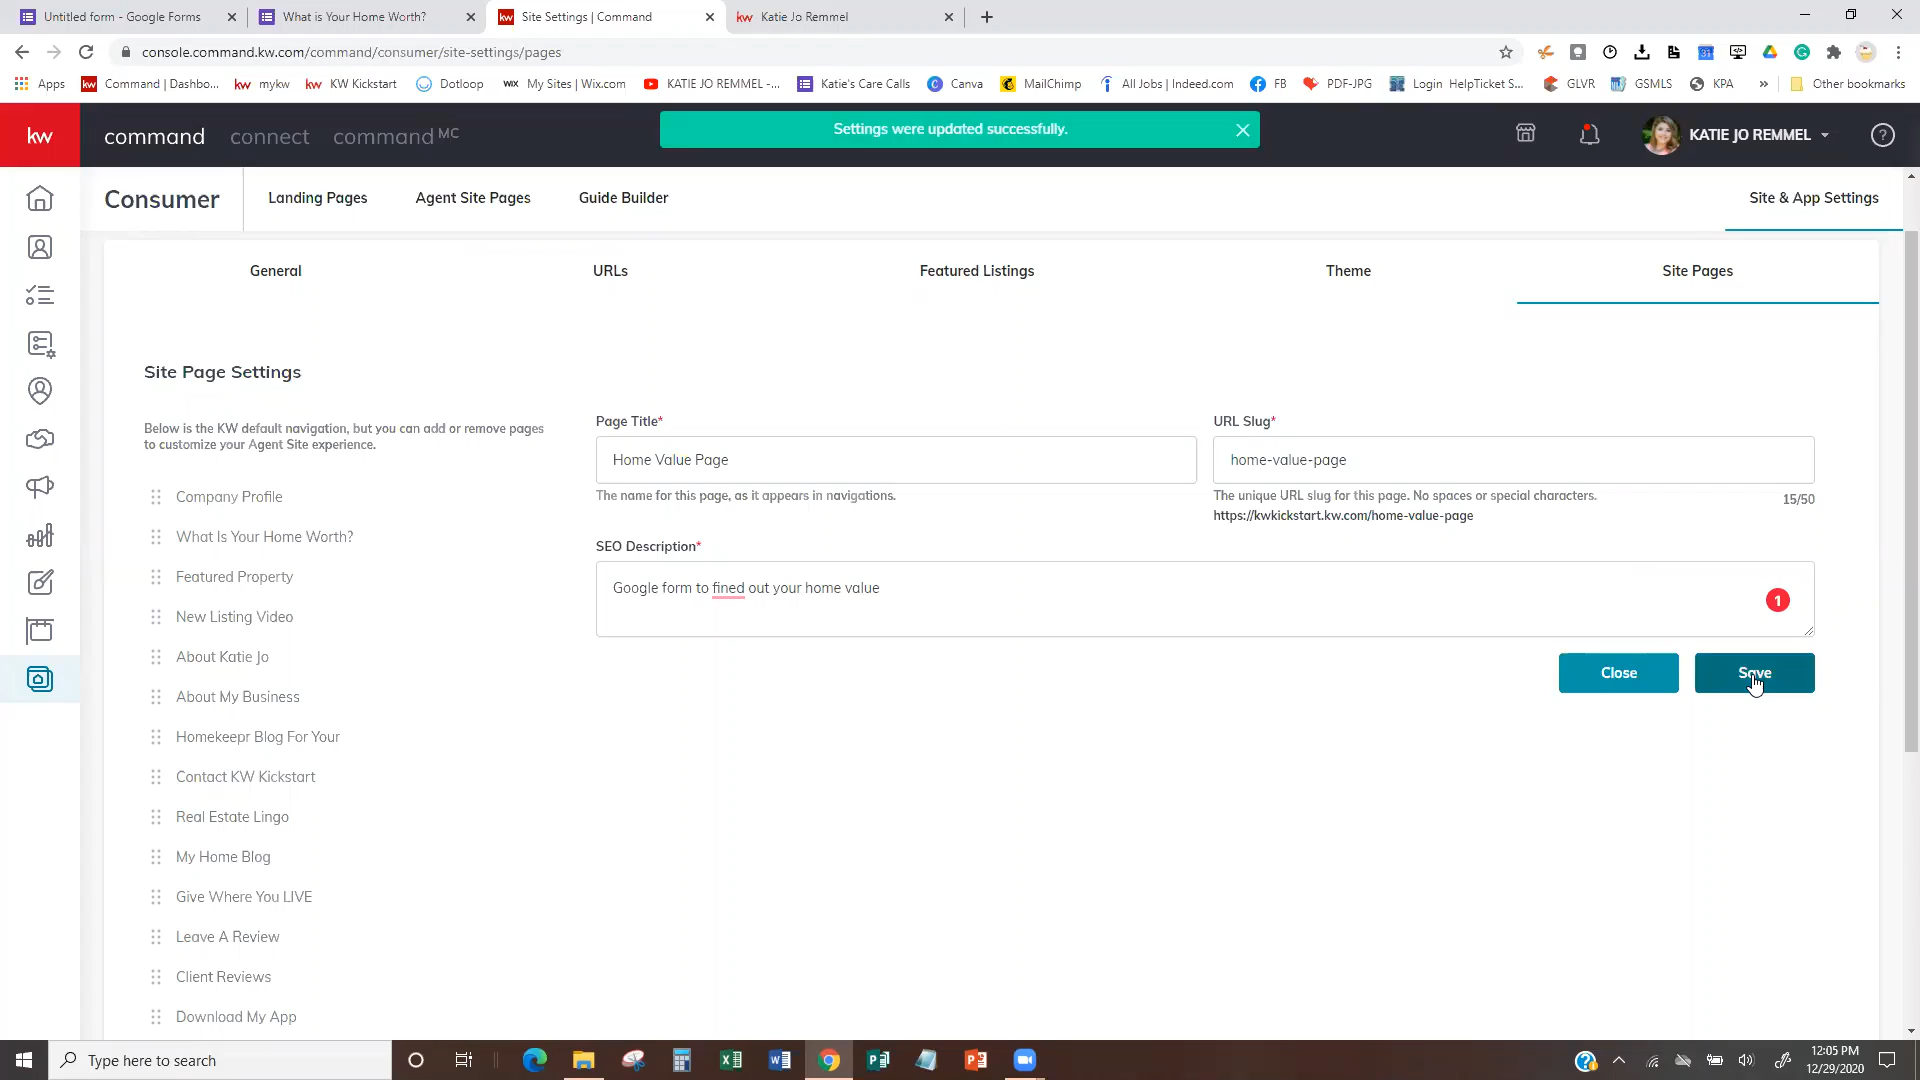 Untitled form - Google Forms
What is Your Home Worth?
kw Site Settings | Command
kw Katie Jo Remmel
console.command.kw.com/command/consumer/site-settings/pages
Apps
kw Command | Dashbo...
kw mykw
kw KW Kickstart
Dotloop
WIX My Sites | Wix.com
KATIE JO REMMEL -...
Katie's Care Calls
Canva
MailChimp
All Jobs | Indeed.com
FB
PDF-JPG
Login HelpTicket S...
GLVR
GSMLS
KPA
»
Other bookmarks
kw
command
connect
command MC
Settings were updated successfully.
KATIE JO REMMEL
Consumer
Landing Pages
Agent Site Pages
Guide Builder
Site & App Settings
General
URLs
Featured Listings
Theme
Site Pages
Site Page Settings
Below is the KW default navigation, but you can add or remove pages
to customize your Agent Site experience.
Company Profile
What Is Your Home Worth?
Featured Property
New Listing Video
About Katie Jo
About My Business
Homekeepr Blog For Your
Contact KW Kickstart
Real Estate Lingo
My Home Blog
Give Where You LIVE
Leave A Review
Client Reviews
Download My App
Page Title*
Home Value Page
The name for this page, as it appears in navigations.
URL Slug*
home-value-page
The unique URL slug for this page. No spaces or special characters.
15/50
https://kwkickstart.kw.com/home-value-page
SEO Description*
Google form to fined out your home value
1
Close
Save
Type here to search
12:05 PM
12/29/2020